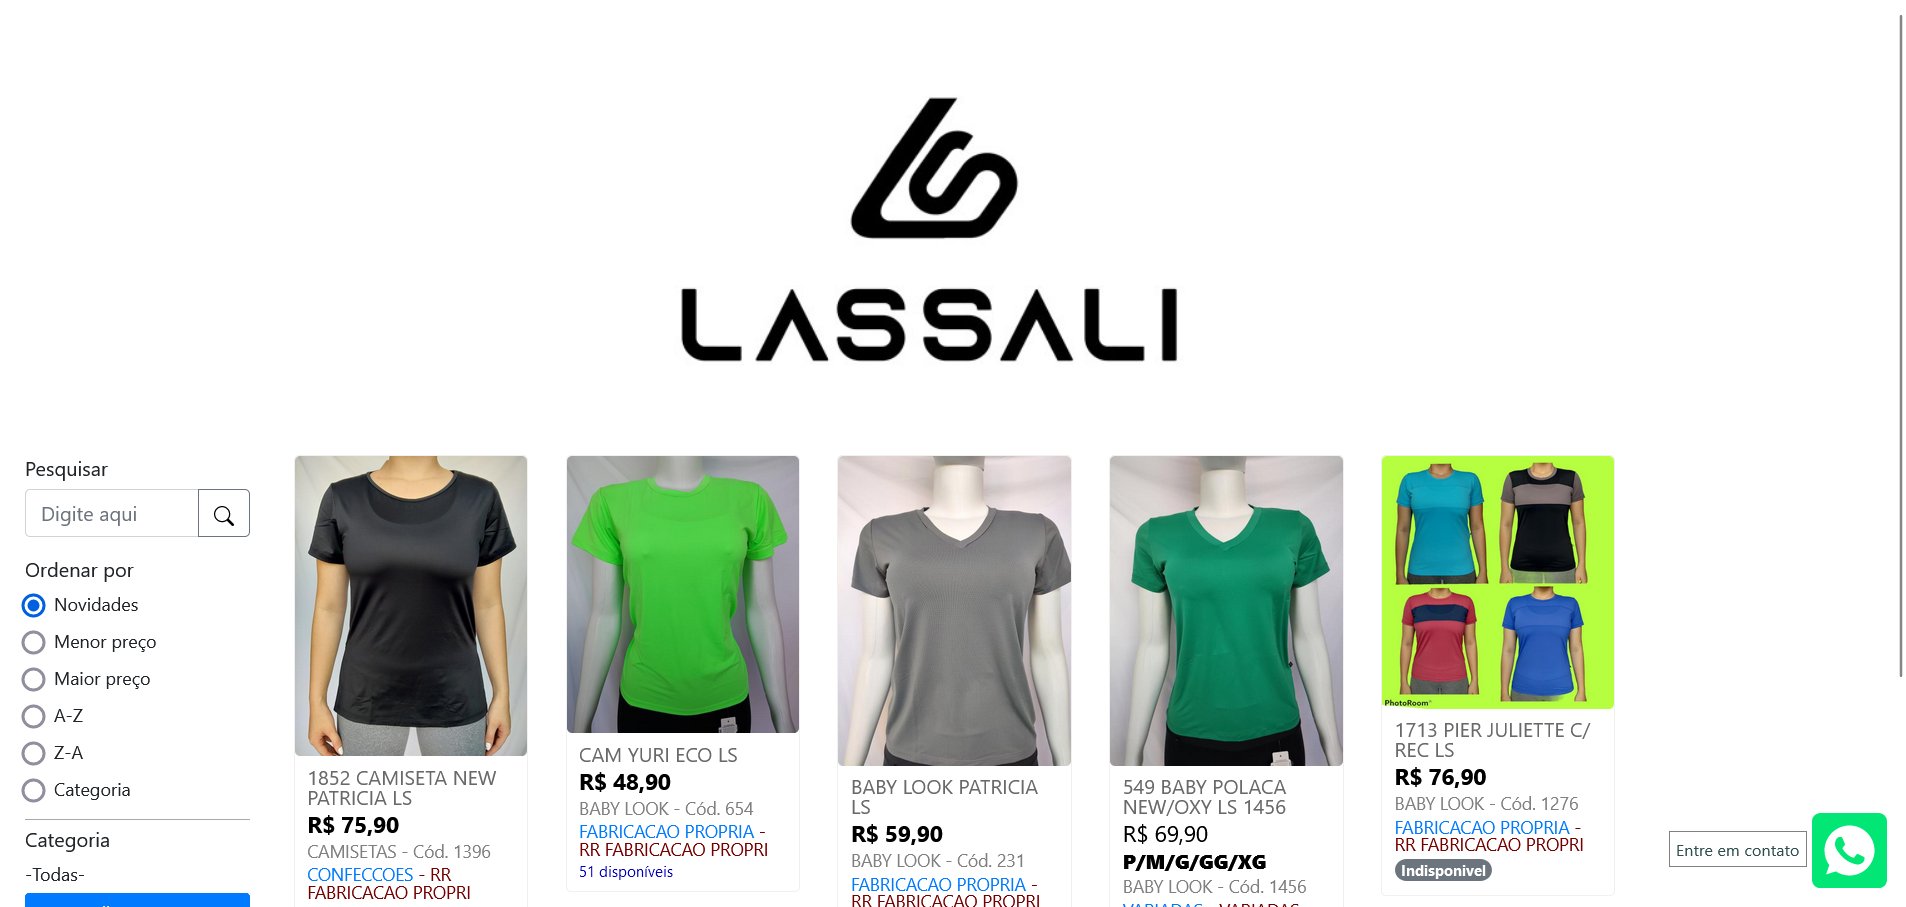 LASSALI
Pesquisar
Digite aqui
Ordenar por
Novidades
Menor preço
Maior preço
A-Z
Z-A
Categoria
Categoria
-Todas-
1852 CAMISETA NEW
PATRICIA LS
R$ 75,90
CAMISETAS - Cód. 1396
CONFECCOES - RR
FABRICACAO PROPRI
CAM YURI ECO LS
R$ 48,90
BABY LOOK - Cód. 654
FABRICACAO PROPRIA -
RR FABRICACAO PROPRI
51 disponíveis
BABY LOOK PATRICIA
LS
R$ 59,90
BABY LOOK - Cód. 231
FABRICACAO PROPRIA -
RR FABRICACAO PROPRI
549 BABY POLACA
NEW/OXY LS 1456
R$ 69,90
P/M/G/GG/XG
BABY LOOK - Cód. 1456
VARIADAS - VARIADAS
PhotoRoom
1713 PIER JULIETTE C/
REC LS
R$ 76,90
BABY LOOK - Cód. 1276
FABRICACAO PROPRIA -
RR FABRICACAO PROPRI
Indisponivel
Entre em contato